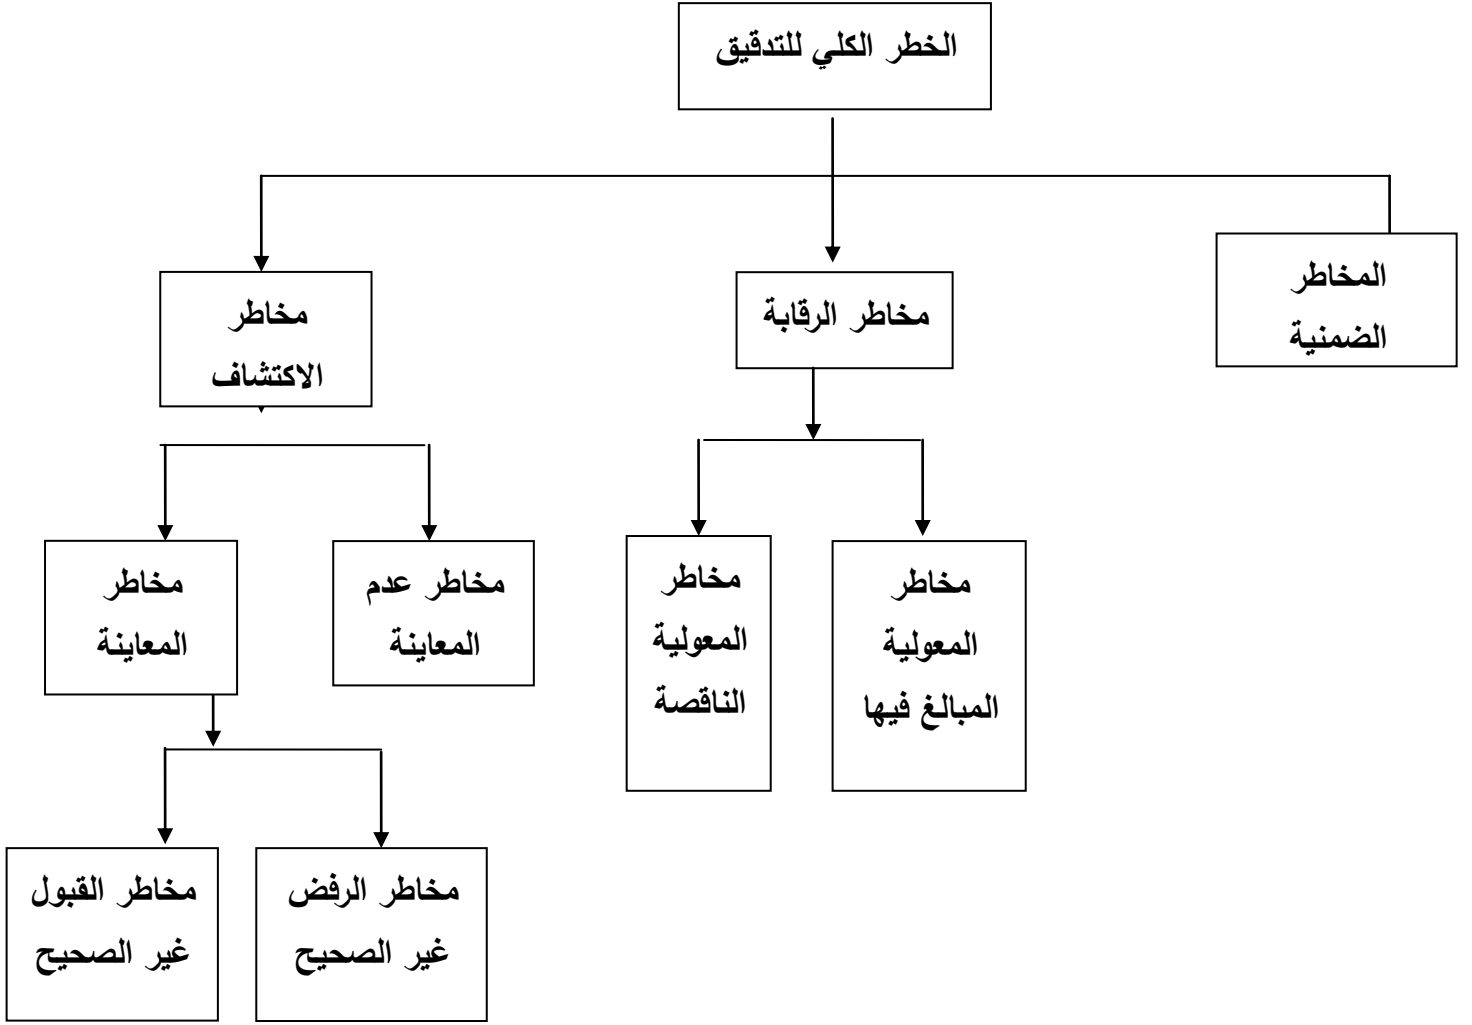 الخطر الكلي للتدقيق
المخاطر
الضمنية
مخاطر الرقابة
مخاطر
الاكتشاف
مخاطر
المعولية
المبالغ فيها
مخاطر
المعولية
الناقصة
مخاطر عدم
المعاينة
مخاطر
المعاينة
مخاطر الرفض
غير الصحيح
مخاطر القبول
غير الصحيح